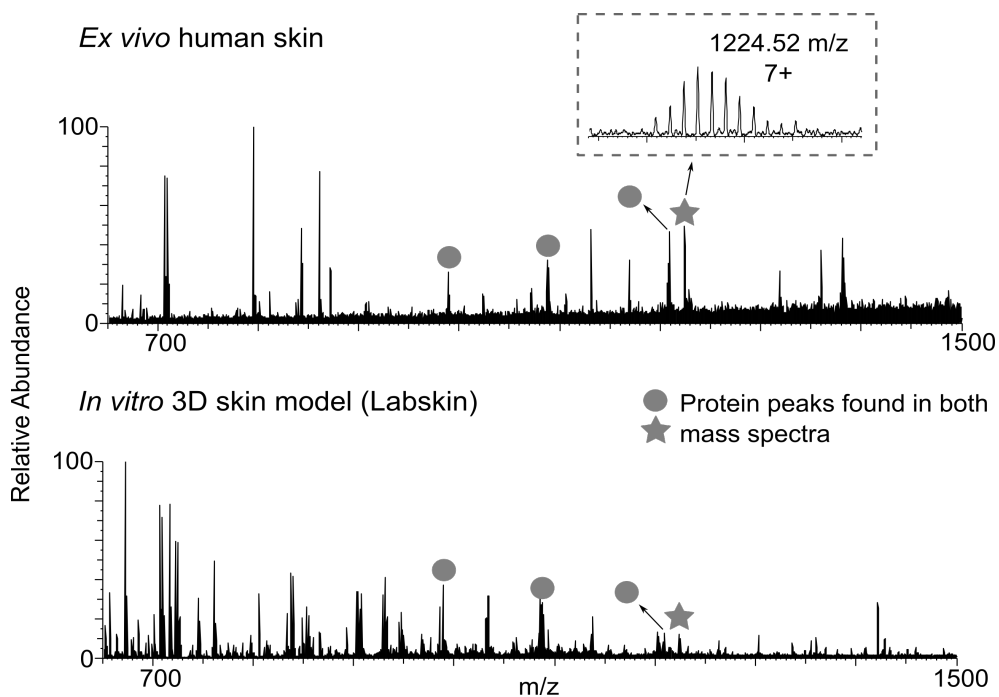 Ex vivo human skin
1224.52 m/z
7+
100
0
700
1500
Relative Abundance
In vitro 3D skin model (Labskin)
Protein peaks found in both
mass spectra
100
0
700
m/z
1500